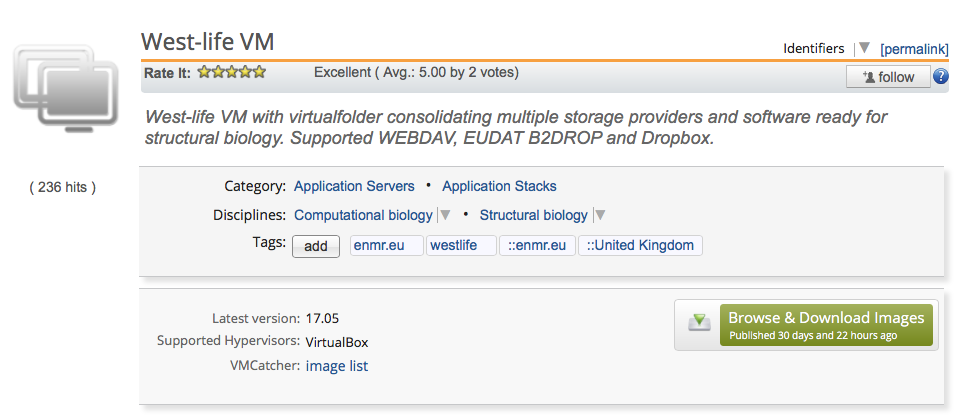 West-life VM
Identifiers [permalink]
Rate It: Excellent ( Avg.: 5.00 by 2 votes)
follow ?
West-life VM with virtualfolder consolidating multiple storage providers and software ready for
structural biology. Supported WEBDAV, EUDAT B2DROP and Dropbox.
( 236 hits )
Category: Application Servers • Application Stacks
Disciplines: Computational biology • Structural biology
Tags: add enmr.eu westlife ::enmr.eu ::United Kingdom
Latest version: 17.05
Supported Hypervisors: VirtualBox
VMCatcher: image list
Browse & Download Images
Published 30 days and 22 hours ago